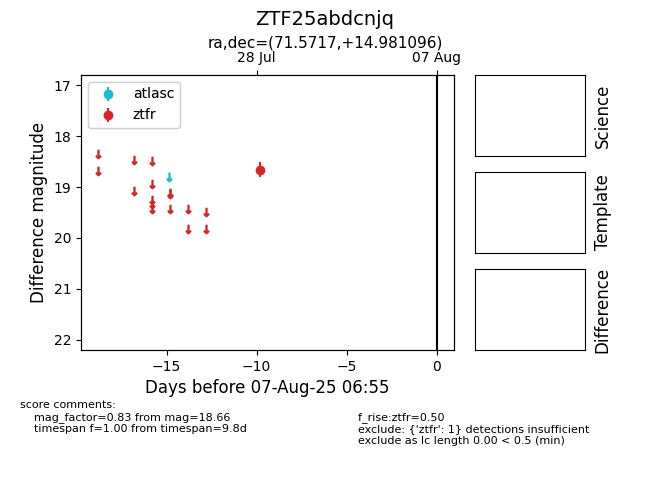 ZTF25abdcnjq
ra,dec=(71.5717,+14.981096)
28 Jul
07 Aug
atlasc
ztfr
17
18
19
20
21
22
Difference magnitude
−15
−10
−5
0
Days before 07-Aug-25 06:55
Science
Template
Difference
score comments:
mag_factor=0.83 from mag=18.66
timespan f=1.00 from timespan=9.8d
f_rise:ztfr=0.50
exclude: {'ztfr': 1} detections insufficient
exclude as lc length 0.00 < 0.5 (min)